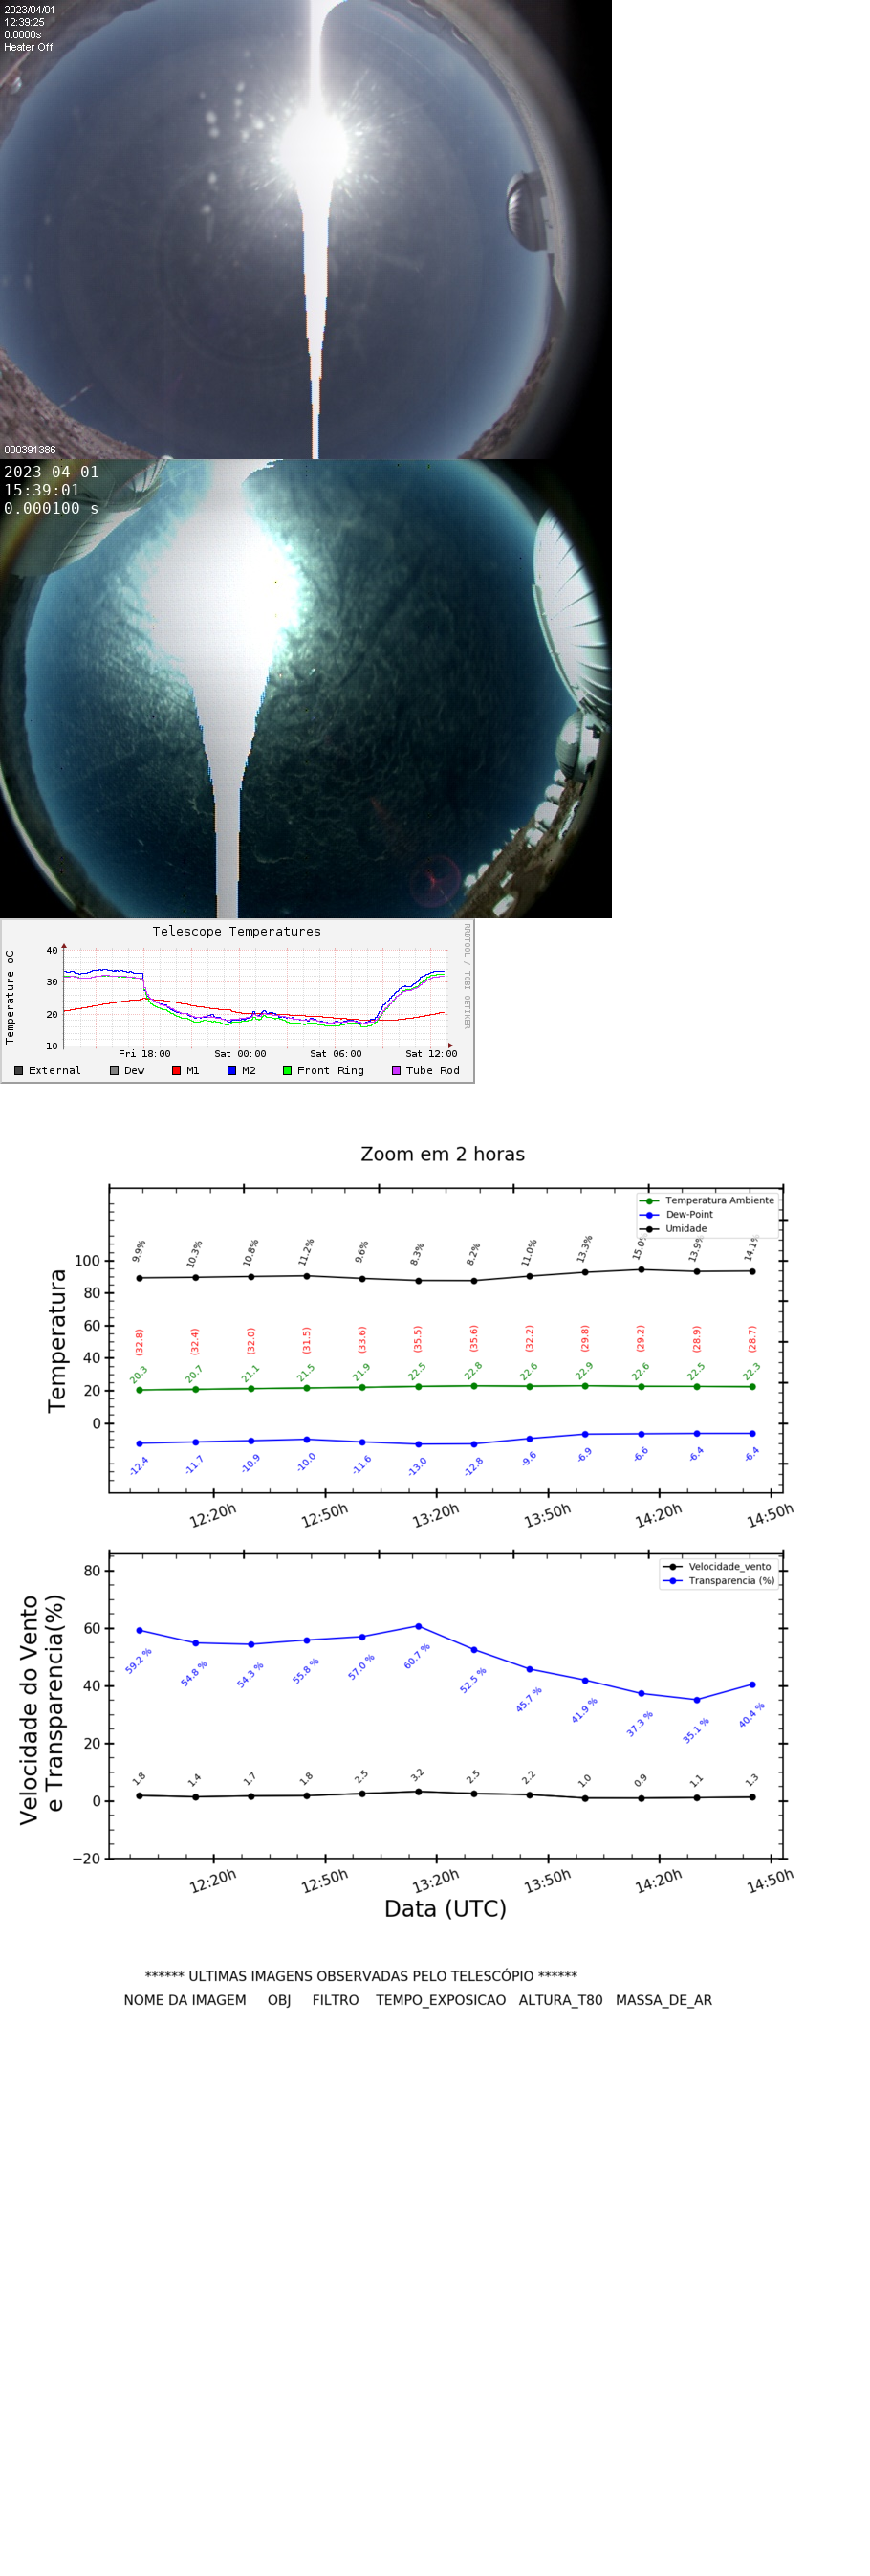 2023/04/01
12:39:25
0.0000s
Heater Off
000391386
2023-04-01
15:39:01
0.000100 s
Telescope Temperatures
RRDTOOL / TOBI OETIKER
Temperature oC
40
30
20
10
Fri 18:00 Sat 00:00 Sat 06:00 Sat 12:00
External Dew M1 M2 Front Ring Tube Rod
Zoom em 2 horas
Temperatura Ambiente
Dew-Point
Umidade
Temperatura
100
80
60
40
20
0
9.9% 10.3% 10.8% 11.2% 9.6% 8.3% 8.2% 11.0% 13.3% 15.0% 13.9% 14.1%
(32.8) (32.4) (32.0) (31.5) (33.6) (35.5) (35.6) (32.2) (29.8) (29.2) (28.9) (28.7)
20.3 20.7 21.1 21.5 21.9 22.5 22.8 22.6 22.9 22.6 22.5 22.3
-12.4 -11.7 -10.9 -10.0 -11.6 -13.0 -12.8 -9.6 -6.9 -6.6 -6.4 -6.4
12:20h 12:50h 13:20h 13:50h 14:20h 14:50h
Velocidade_vento
Transparencia (%)
Velocidade do Vento
e Transparencia(%)
80
60
40
20
0
−20
59.2 % 54.8 % 54.3 % 55.8 % 57.0 % 60.7 % 52.5 % 45.7 % 41.9 % 37.3 % 35.1 % 40.4 %
1.8 1.4 1.7 1.8 2.5 3.2 2.5 2.2 1.0 0.9 1.1 1.3
12:20h 12:50h 13:20h 13:50h 14:20h 14:50h
Data (UTC)
****** ULTIMAS IMAGENS OBSERVADAS PELO TELESCÓPIO ******
NOME DA IMAGEM OBJ FILTRO TEMPO_EXPOSICAO ALTURA_T80 MASSA_DE_AR